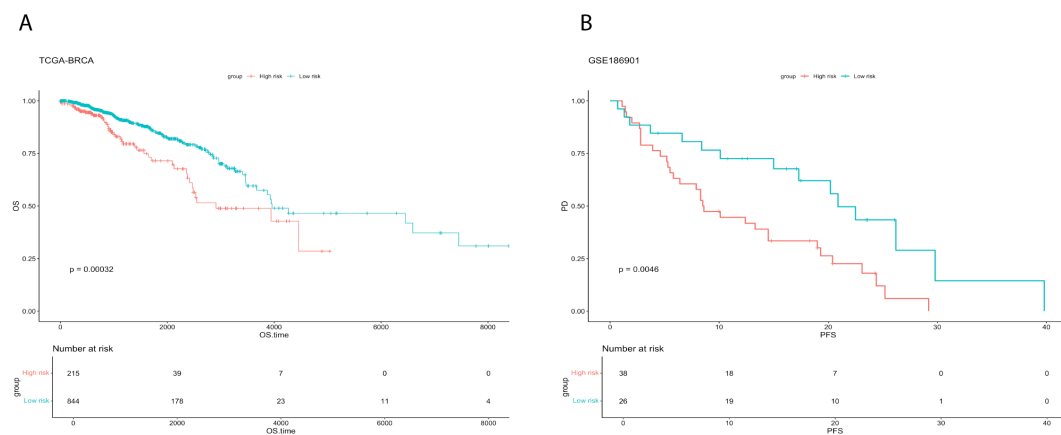 A
TCGA-BRCA
group High risk Low risk
1.00
0.75
0.50
0.25
0.00
OS
p = 0.00032
0 2000 4000 6000 8000
OS.time
Number at risk
group
High risk 215 39 7 0 0
Low risk 844 178 23 11 4
0 2000 4000 6000 8000
OS.time
B
GSE186901
group High risk Low risk
1.00
0.75
0.50
0.25
0.00
PD
p = 0.0046
0 10 20 30 40
PFS
Number at risk
group
High risk 38 18 7 0 0
Low risk 26 19 10 1 0
0 10 20 30 40
PFS